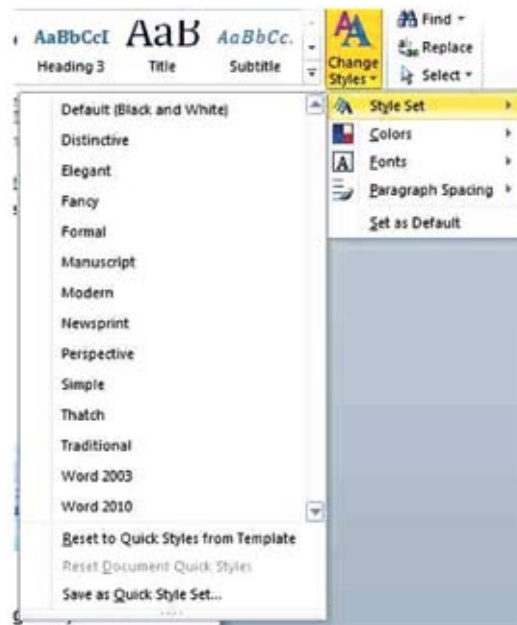 AaBbCcI AaB AaBbCc.
Heading 3 Title Subtitle
Change
Styles
Find
Replace
Select
Style Set
Colors
Fonts
Paragraph Spacing
Set as Default
Default (Black and White)
Distinctive
Elegant
Fancy
Formal
Manuscript
Modern
Newsprint
Perspective
Simple
Thatch
Traditional
Word 2003
Word 2010
Reset to Quick Styles from Template
Reset Document Quick Styles
Save as Quick Style Set...